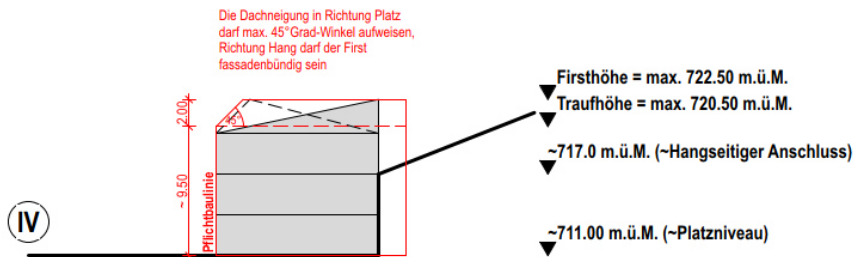 Die Dachneigung in Richtung Platz
darf max. 45°Grad-Winkel aufweisen,
Richtung Hang darf der First
fassadenbündig sein
Firsthöhe = max. 722.50 m.ü.M.
Traufhöhe = max. 720.50 m.ü.M.
~717.0 m.ü.M. (~Hangseitiger Anschluss)
~711.00 m.ü.M. (~Platzniveau)
2.00
~ 9.50
Pflichtbaulinie
IV